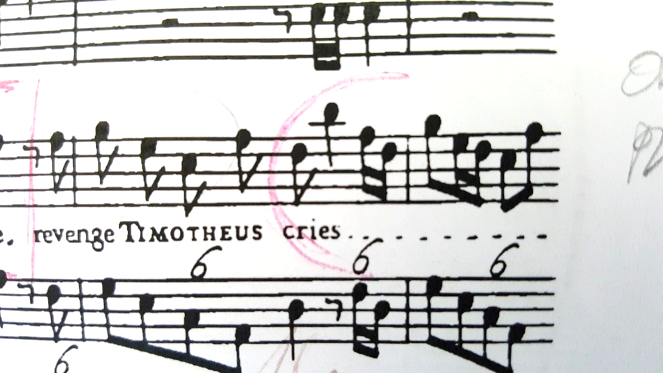 e. revenge TIMOTHEUS cries . . - - - - - - - -
6 6 6
6